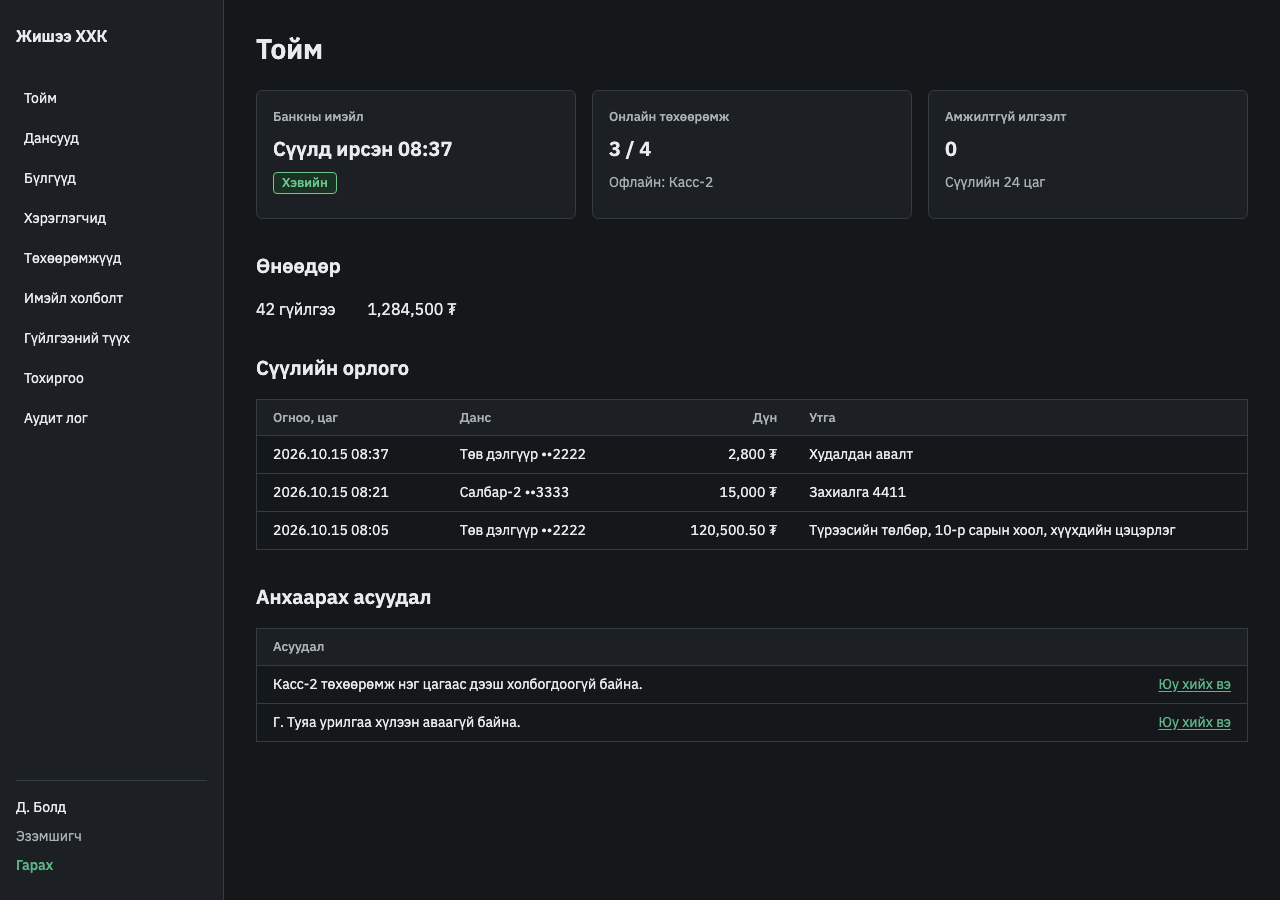 Жишээ ХХК
Тойм
Дансууд
Бүлгүүд
Хэрэглэгчид
Төхөөрөмжүүд
Имэйл холболт
Гүйлгээний түүх
Тохиргоо
Аудит лог
Д. Болд
Эзэмшигч
Гарах
Тойм
Банкны имэйл
Сүүлд ирсэн 08:37
Хэвийн
Онлайн төхөөрөмж
3 / 4
Офлайн: Касс-2
Амжилтгүй илгээлт
0
Сүүлийн 24 цаг
Өнөөдөр
42 гүйлгээ 1,284,500 ₮
Сүүлийн орлого
Огноо, цаг Данс Дүн Утга
2026.10.15 08:37 Төв дэлгүүр ••2222 2,800 ₮ Худалдан авалт
2026.10.15 08:21 Салбар-2 ••3333 15,000 ₮ Захиалга 4411
2026.10.15 08:05 Төв дэлгүүр ••2222 120,500.50 ₮ Түрээсийн төлбөр, 10-р сарын хоол, хүүхдийн цэцэрлэг
Анхаарах асуудал
Асуудал
Касс-2 төхөөрөмж нэг цагаас дээш холбогдоогүй байна. Юу хийх вэ
Г. Туяа урилгаа хүлээн аваагүй байна. Юу хийх вэ